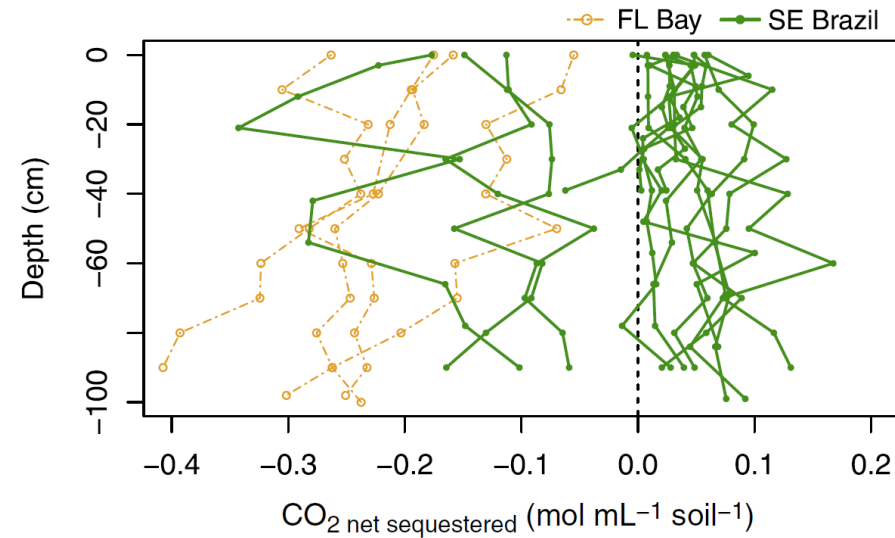 FL Bay SE Brazil
0
−20
−40
−60
−100
Depth (cm)
−0.4 −0.3 −0.2 −0.1 0.0 0.1 0.2
CO2 net sequestered (mol mL−1 soil−1)